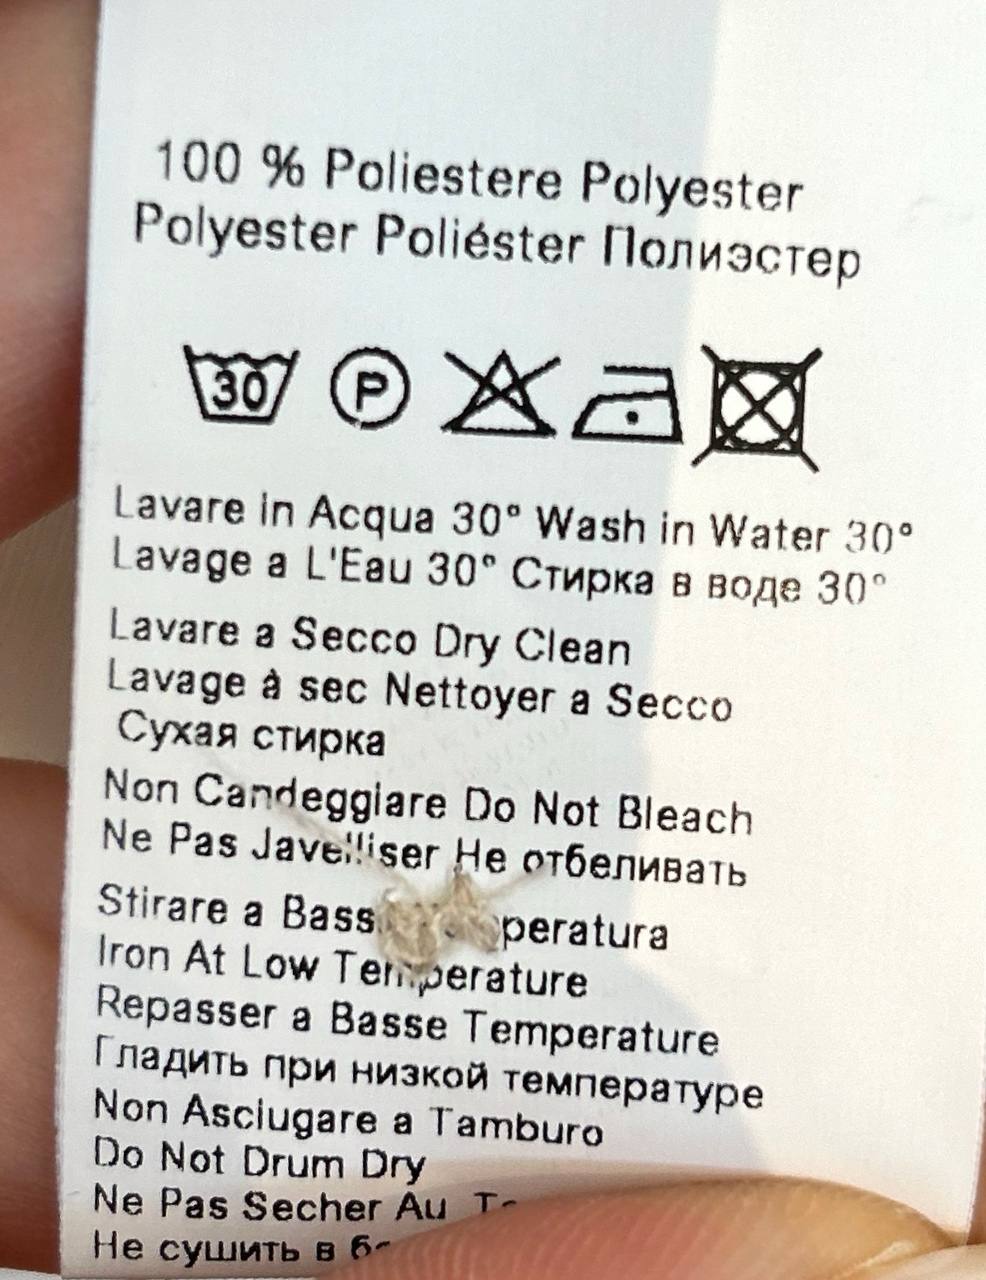 100 % Poliestere Polyester
Polyester Poliéster Полиэстер
30 P
Lavare in Acqua 30° Wash in Water 30°
Lavage a L'Eau 30° Стирка в воде 30°
Lavare a Secco Dry Clean
Lavage à sec Nettoyer a Secco
Сухая стирка
Non Candeggiare Do Not Bleach
Ne Pas Javelliser Не отбеливать
Stirare a
Iron At Low Temperature
Repasser a Basse Temperature
Гладить при низкой температуре
Non Asciugare a Tamburo
Do Not Drum Dry
Ne Pas Secher Au
Не сушить в